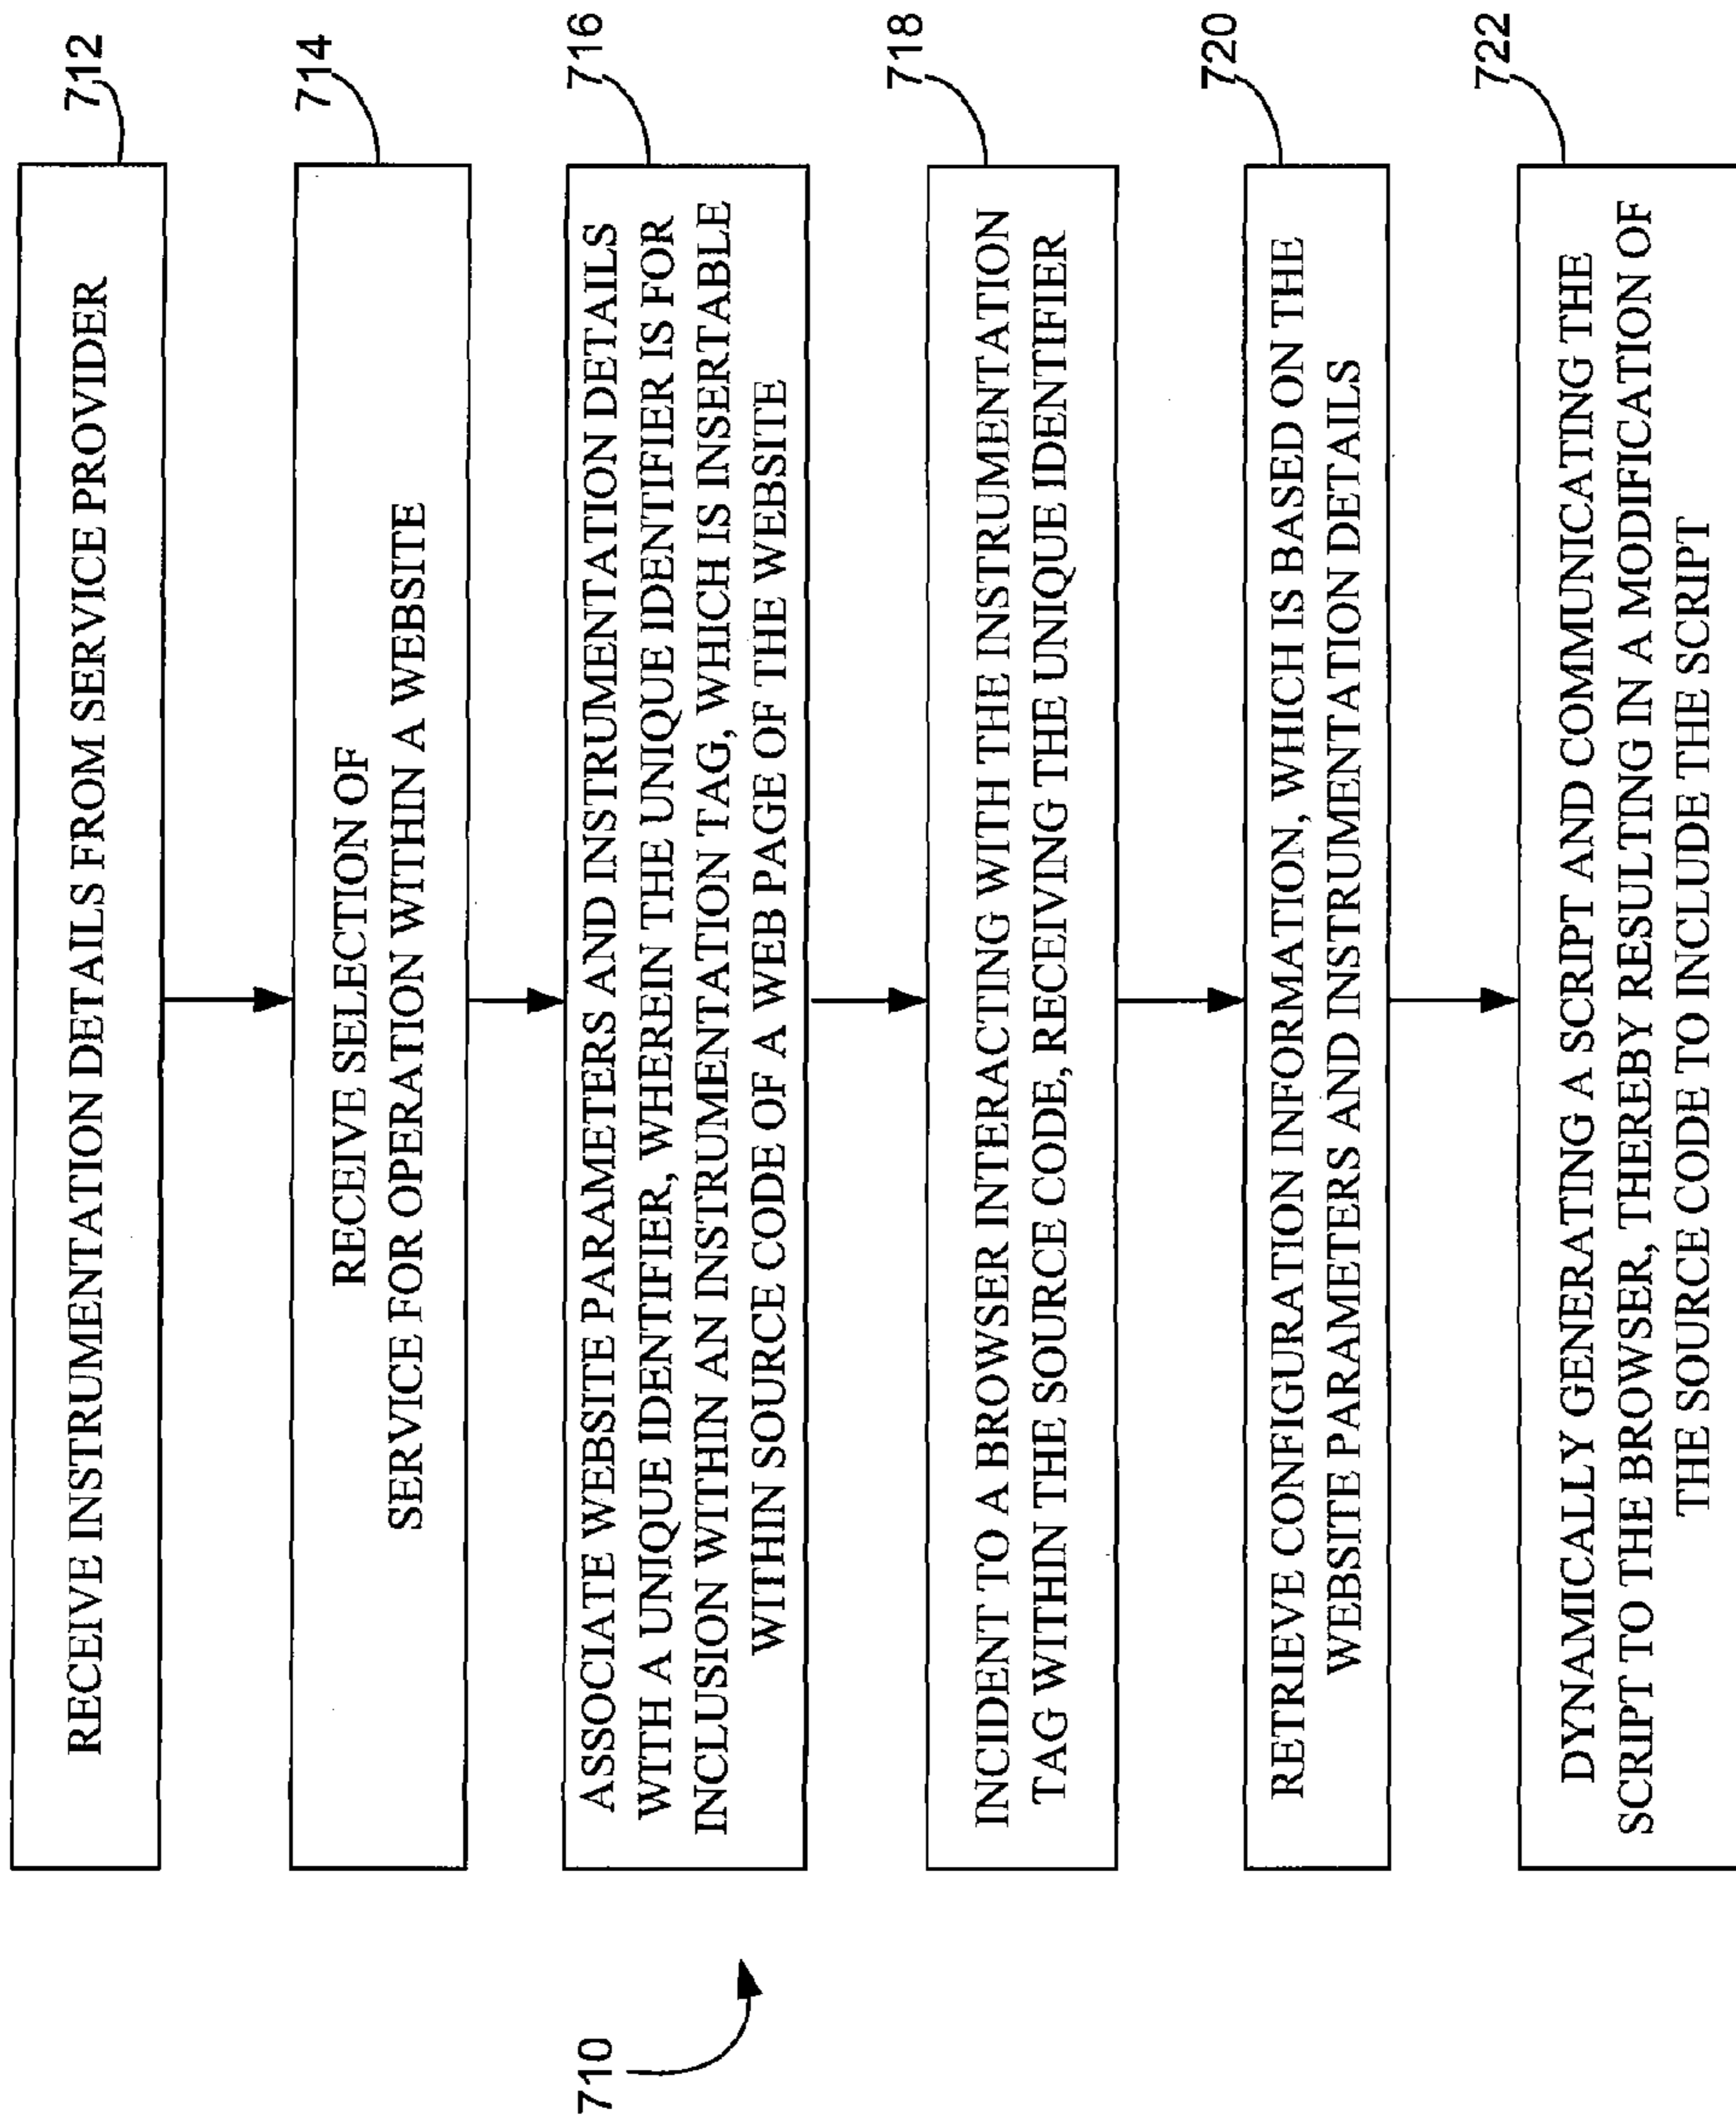 710
712
RECEIVE INSTRUMENTATION DETAILS FROM SERVICE PROVIDER
714
RECEIVE SELECTION OF
SERVICE FOR OPERATION WITHIN A WEBSITE
716
ASSOCIATE WEBSITE PARAMETERS AND INSTRUMENTATION DETAILS
WITH A UNIQUE IDENTIFIER, WHEREIN THE UNIQUE IDENTIFIER IS FOR
INCLUSION WITHIN AN INSTRUMENTATION TAG, WHICH IS INSERTABLE
WITHIN SOURCE CODE OF A WEB PAGE OF THE WEBSITE
718
INCIDENT TO A BROWSER INTERACTING WITH THE INSTRUMENTATION
TAG WITHIN THE SOURCE CODE, RECEIVING THE UNIQUE IDENTIFIER
720
RETRIEVE CONFIGURATION INFORMATION, WHICH IS BASED ON THE
WEBSITE PARAMETERS AND INSTRUMENTATION DETAILS
722
DYNAMICALLY GENERATING A SCRIPT AND COMMUNICATING THE
SCRIPT TO THE BROWSER, THEREBY RESULTING IN A MODIFICATION OF
THE SOURCE CODE TO INCLUDE THE SCRIPT